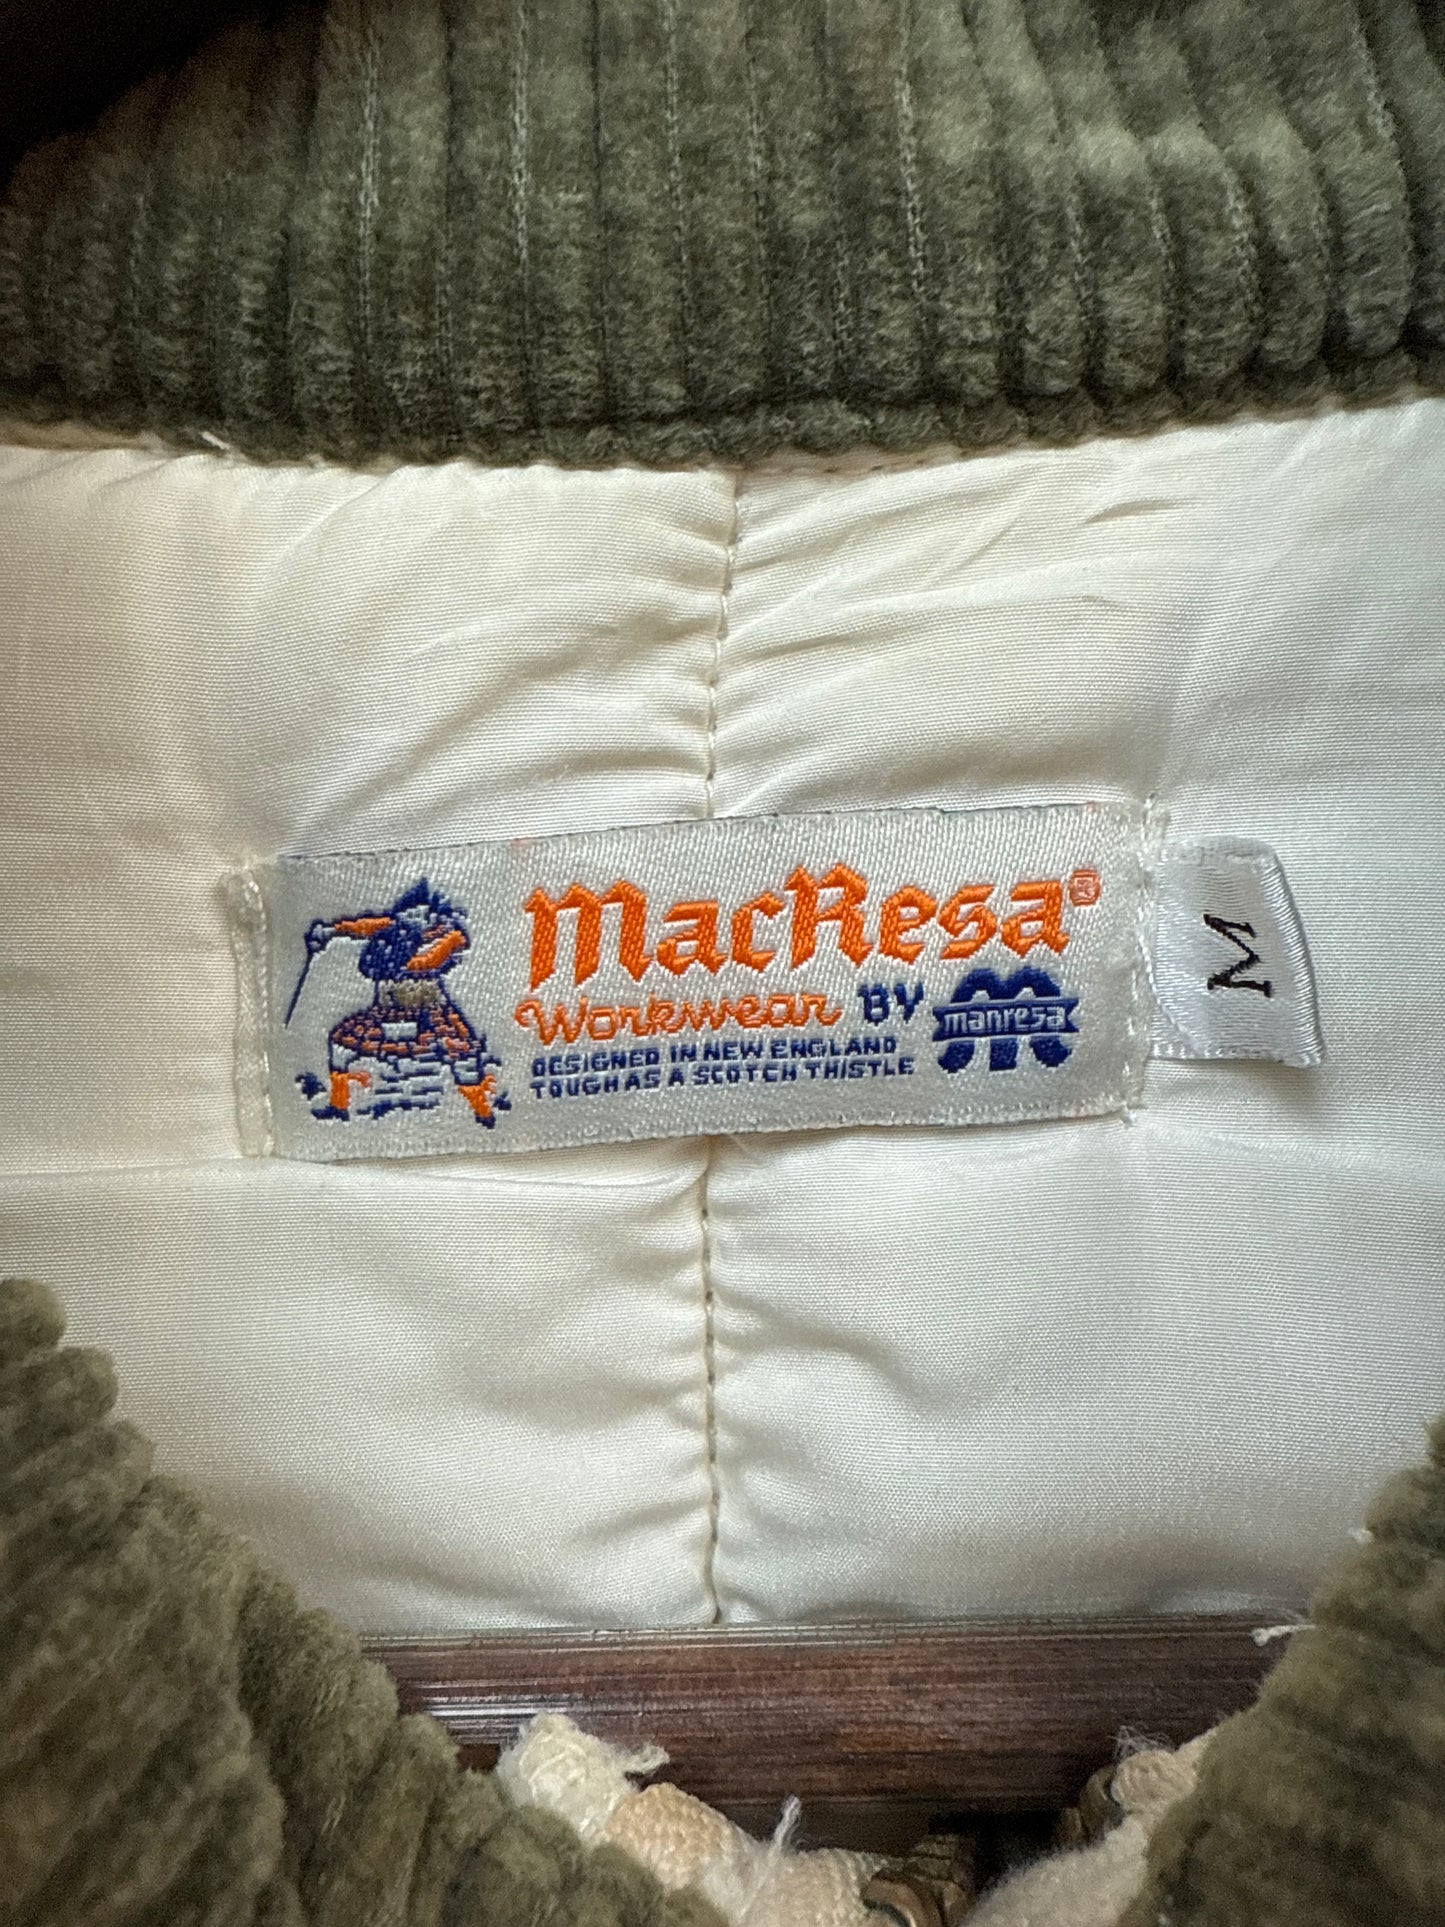 MacResa®
Workwear BY manresa
DESIGNED IN NEW ENGLAND
TOUGH AS A SCOTCH THISTLE
M